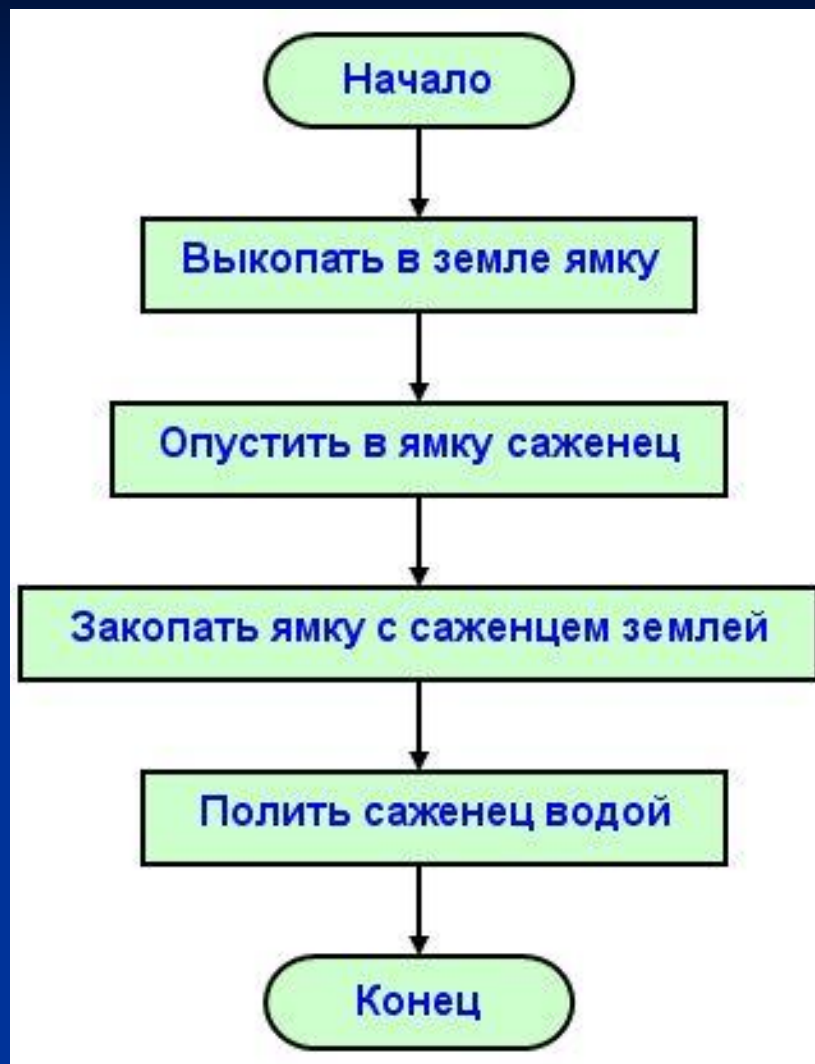 Начало
Выкопать в земле ямку
Опустить в ямку саженец
Закопать ямку с саженцем землей
Полить саженец водой
Конец